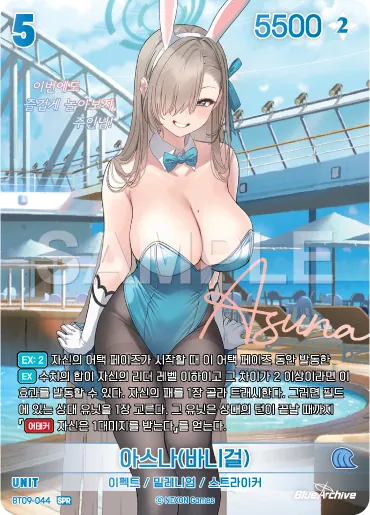 5
5500 2
이번에도
즐겁게 놀아보자,
주인님!
SAMPLE
Asuna
EX: 2 자신의 어택 페이즈가 시작할 때 이 어택 페이즈 동안 발동한
EX 수치의 합이 자신의 리더 레벨 이하이고 그 차이가 2 이상이라면 이
효과를 발동할 수 있다. 자신의 패를 1장 골라 트래시한다. 그러면 필드
에 있는 상대 유닛을 1장 고른다. 그 유닛은 상대의 턴이 끝날 때까지
「어태커 자신은 1대미지를 받는다」를 얻는다.
아스나(바니걸)
UNIT
이펙트 / 밀레니엄 / 스트라이커
BT09-044 SPR
© NEXON Games
Blue Archive